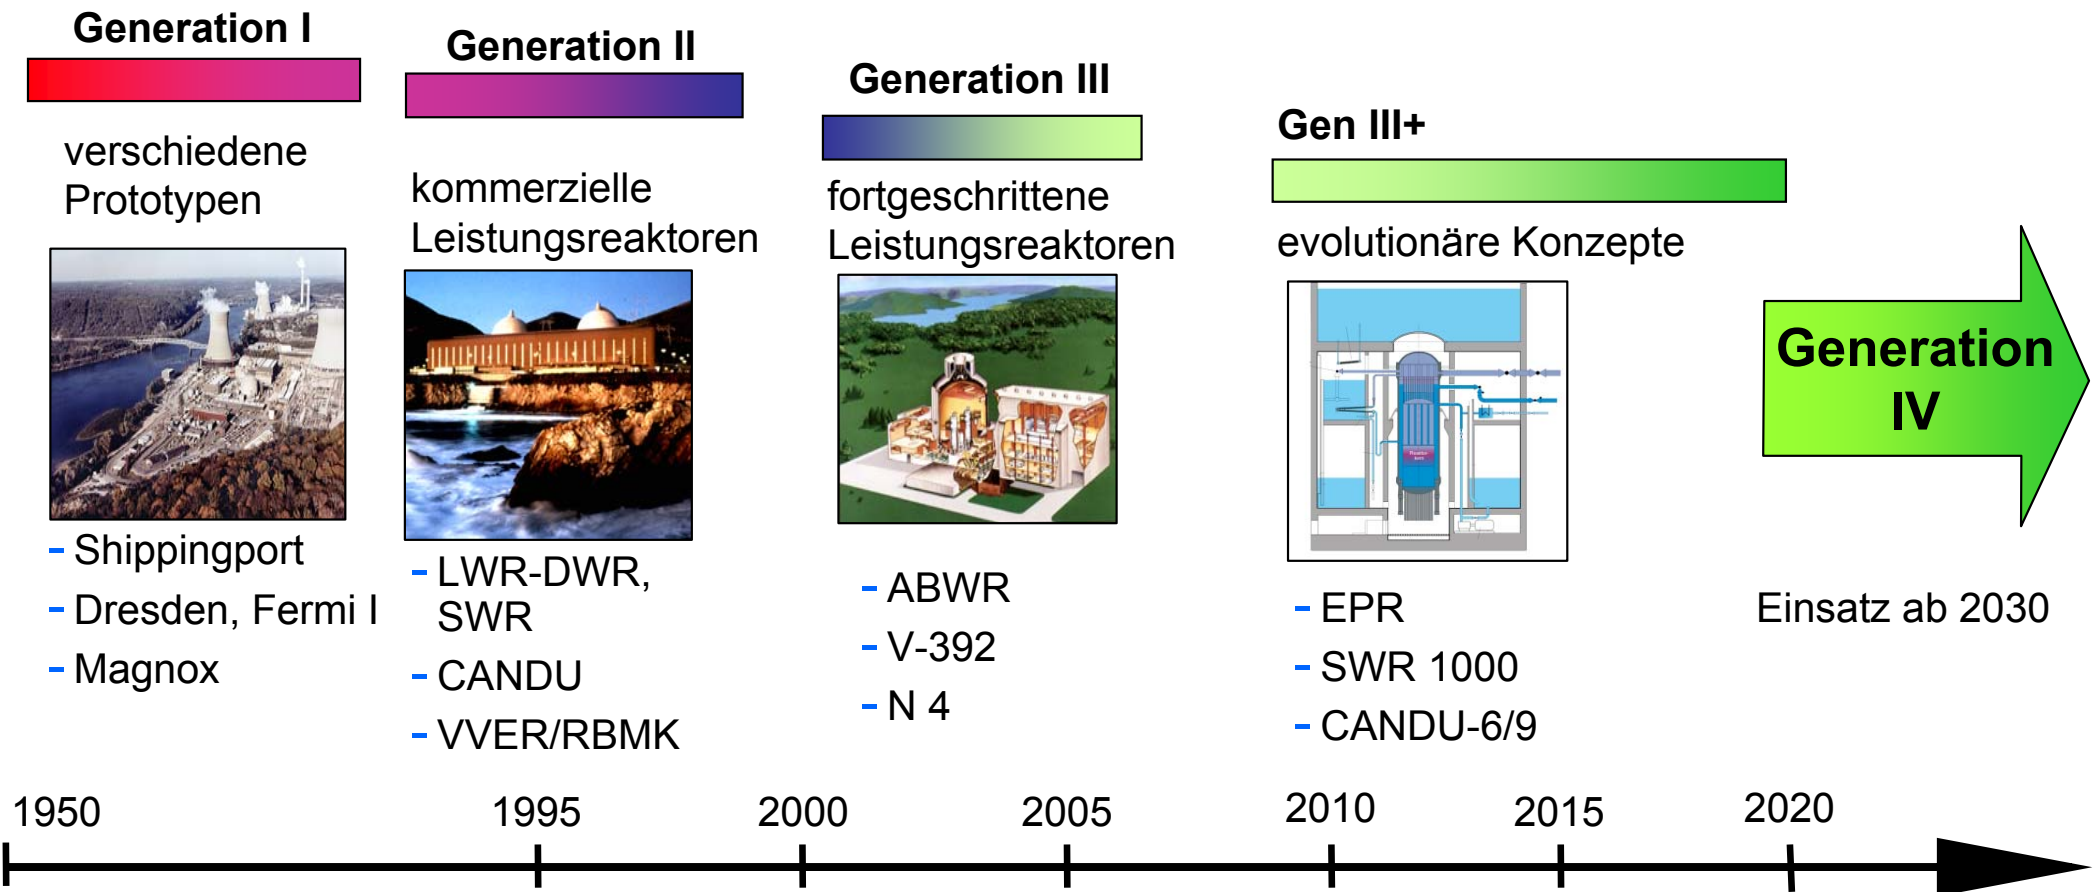 Generation I
verschiedene
Prototypen
- Shippingport
- Dresden, Fermi I
- Magnox
Generation II
kommerzielle
Leistungsreaktoren
- LWR-DWR,
SWR
- CANDU
- VVER/RBMK
Generation III
fortgeschrittene
Leistungsreaktoren
- ABWR
- V-392
- N 4
Gen III+
evolutionäre Konzepte
- EPR
- SWR 1000
- CANDU-6/9
Generation
IV
Einsatz ab 2030
1950
1995
2000
2005
2010
2015
2020